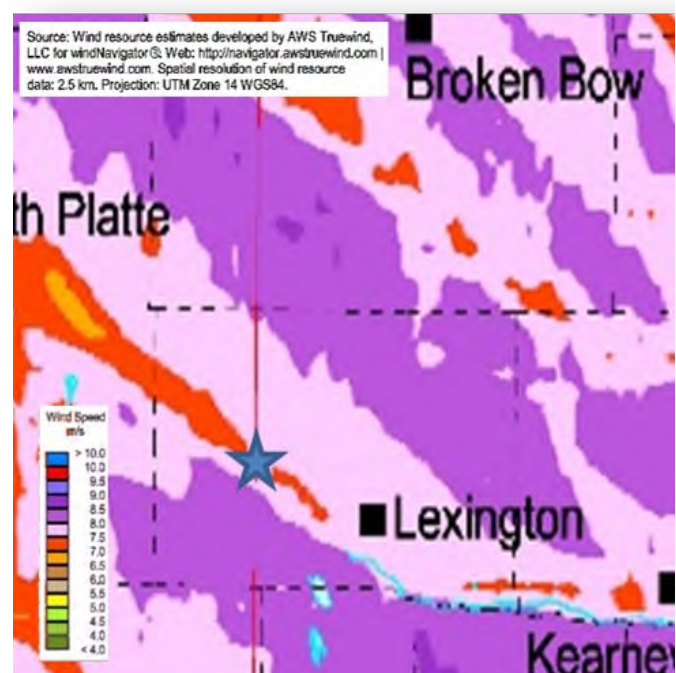 Source: Wind resource estimates developed by AWS Truewind,
LLC for windNavigator®. Web: http://navigator.awstruewind.com |
www.awstruewind.com. Spatial resolution of wind resource
data: 2.5 km. Projection: UTM Zone 14 WGS84.
Broken Bow
th Platte
Wind Speed
m/s
> 10.0
10.0
9.5
9.0
8.5
8.0
7.5
7.0
6.5
6.0
5.5
5.0
4.5
4.0
< 4.0
Lexington
Kearney